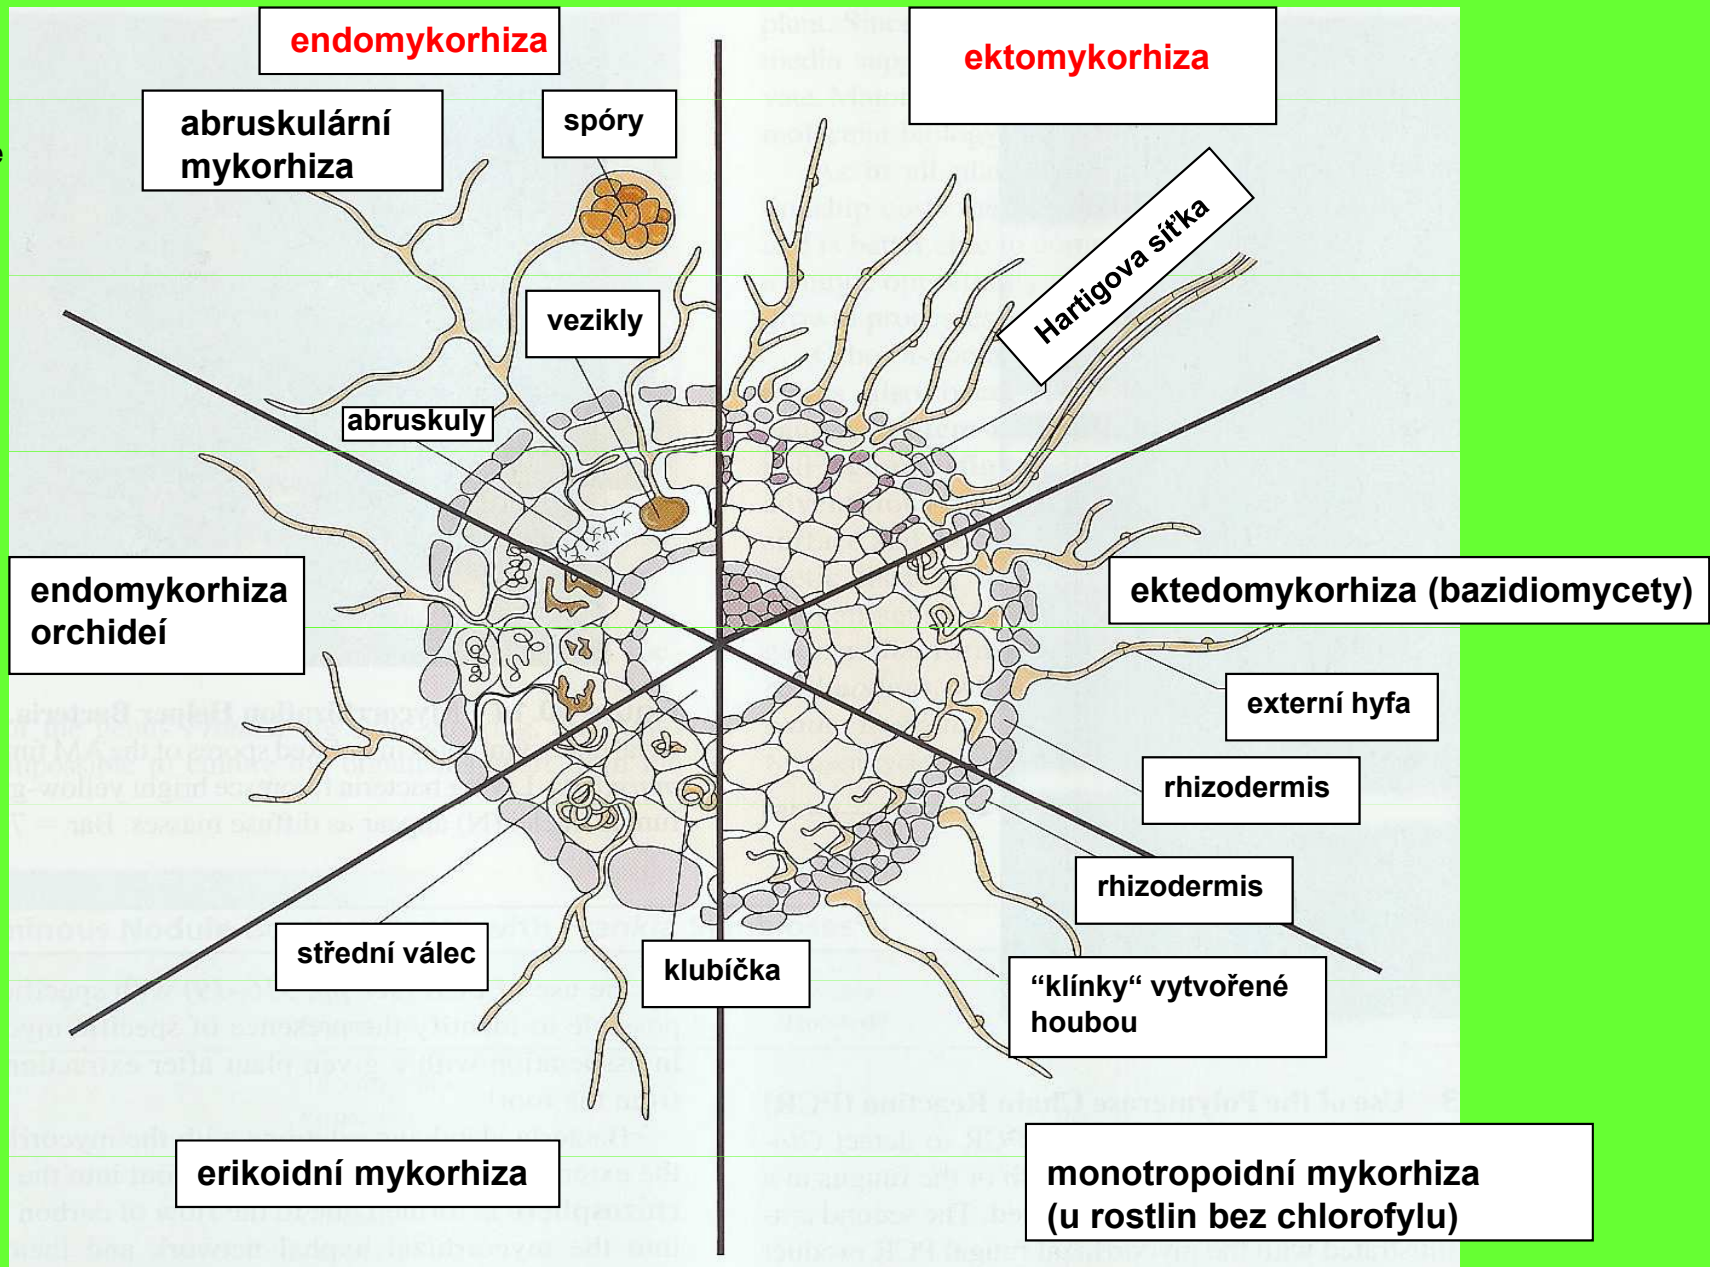 endomykorhiza
ektomykorhiza
abruskulární
mykorhiza
spóry
e
Hartigova síťka
vezikly
abruskuly
endomykorhiza
orchideí
ektedomykorhiza (bazidiomycety)
externí hyfa
rhizodermis
rhizodermis
střední válec
klubíčka
“klínky“ vytvořené
houbou
erikoidní mykorhiza
monotropoidní mykorhiza
(u rostlin bez chlorofylu)